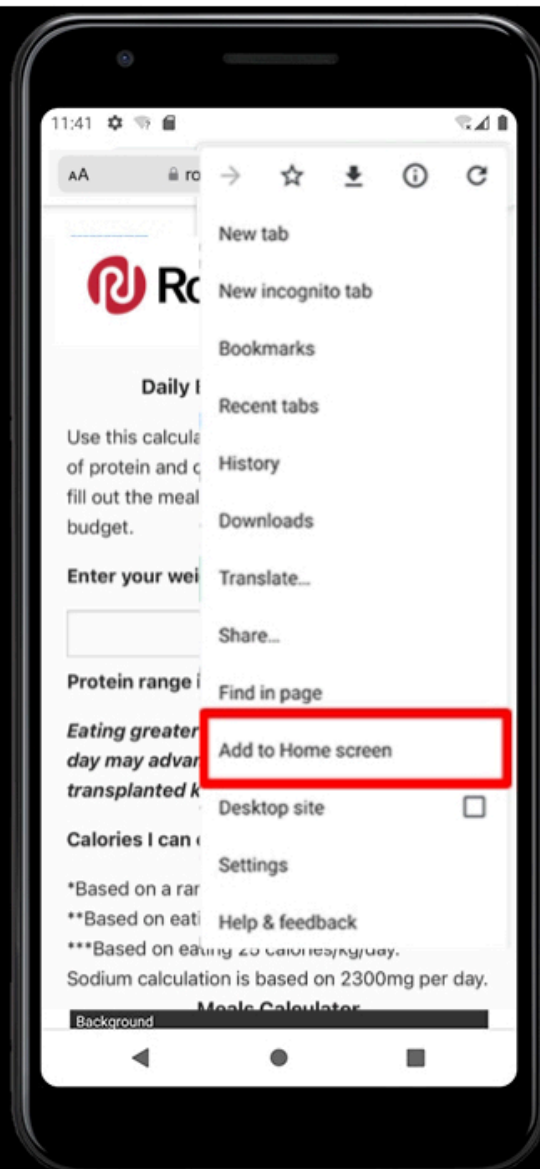 11:41
AA ro
New tab
New incognito tab
Bookmarks
Recent tabs
History
Downloads
Translate...
Share...
Find in page
Add to Home screen
Desktop site
Settings
Help & feedback
Ro
Daily
Use this calcula
of protein and
fill out the meal
budget.
Enter your wei
Protein range
Eating greater
day may advan
transplanted k
Calories I can
*Based on a ran
**Based on eati
***Based on eating 25 calories/kg/day.
Sodium calculation is based on 2300mg per day.
Meals Calculator
Background